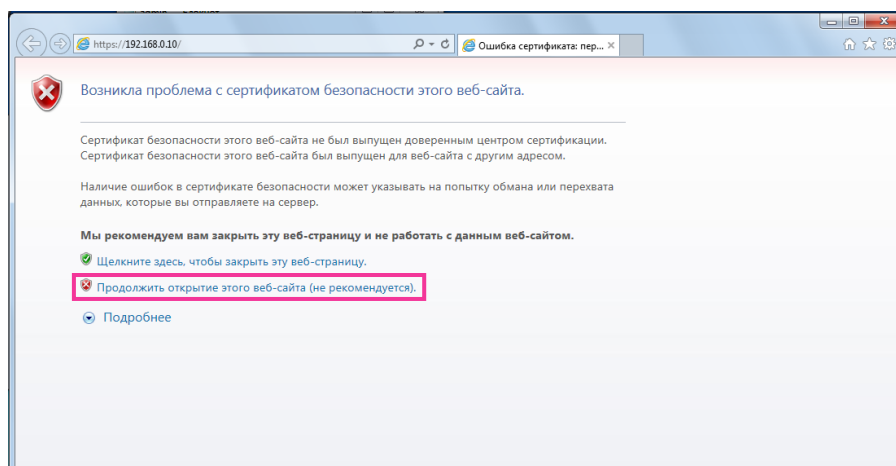 https://192.168.0.10/
Ошибка сертификата: пер...
Возникла проблема с сертификатом безопасности этого веб-сайта.
Сертификат безопасности этого веб-сайта не был выпущен доверенным центром сертификации.
Сертификат безопасности этого веб-сайта был выпущен для веб-сайта с другим адресом.
Наличие ошибок в сертификате безопасности может указывать на попытку обмана или перехвата
данных, которые вы отправляете на сервер.
Мы рекомендуем вам закрыть эту веб-страницу и не работать с данным веб-сайтом.
Щелкните здесь, чтобы закрыть эту веб-страницу.
Продолжить открытие этого веб-сайта (не рекомендуется).
Подробнее